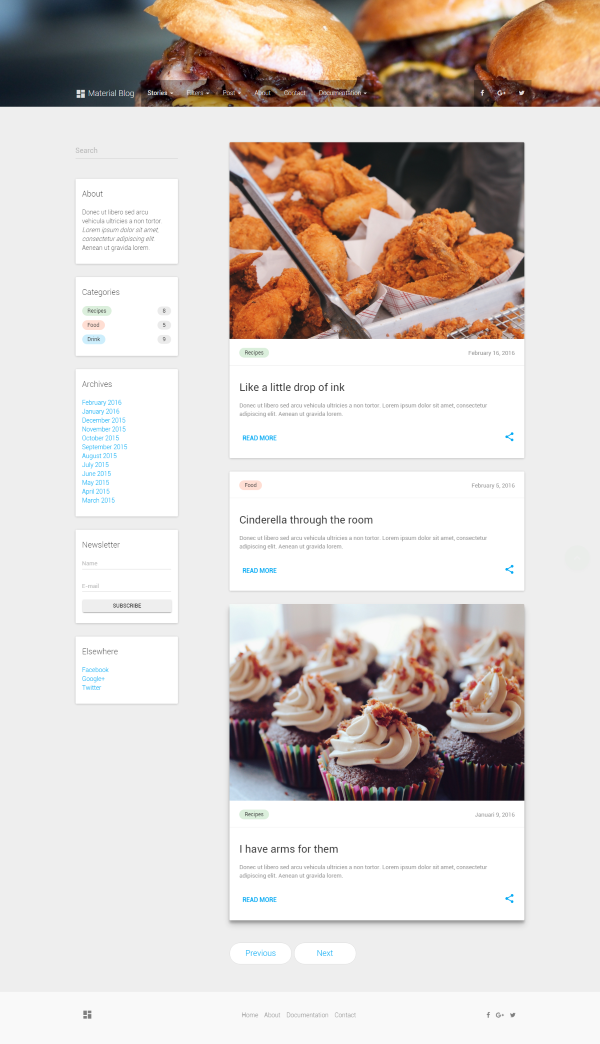 Material Blog
Stories Filters Post About Contact Documentation
G+
Search
About
Donec ut libero sed arcu
vehicula ultricies a non tortor.
Lorem ipsum dolor sit amet,
consectetur adipiscing elit.
Aenean ut gravida lorem.
Categories
Recipes 8
Food 5
Drink 9
Archives
February 2016
January 2016
December 2015
November 2015
October 2015
September 2015
August 2015
July 2015
June 2015
May 2015
April 2015
March 2015
Newsletter
Name
E-mail
SUBSCRIBE
Elsewhere
Facebook
Google+
Twitter
Recipes February 16, 2016
Like a little drop of ink
Donec ut libero sed arcu vehicula ultricies a non tortor. Lorem ipsum dolor sit amet, consectetur
adipiscing elit. Aenean ut gravida lorem.
READ MORE
Food February 5, 2016
Cinderella through the room
Donec ut libero sed arcu vehicula ultricies a non tortor. Lorem ipsum dolor sit amet, consectetur
adipiscing elit. Aenean ut gravida lorem.
READ MORE
Recipes Januari 5, 2016
I have arms for them
Donec ut libero sed arcu vehicula ultricies a non tortor. Lorem ipsum dolor sit amet, consectetur
adipiscing elit. Aenean ut gravida lorem.
READ MORE
Previous Next
Home About Documentation Contact
G+